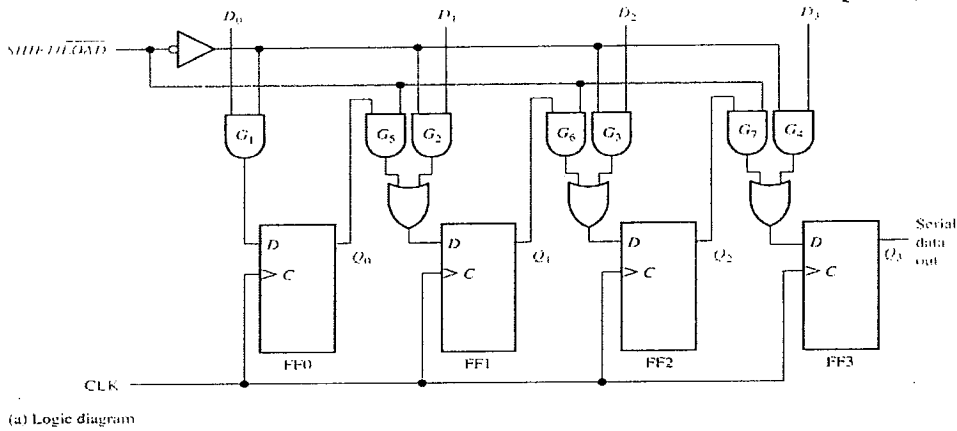 D0 D1 D2 D3
SHIFT/LOAD
G1 G5 G2 G6 G3 G7 G4
D D D D
Q0 Q1 Q2 Q3
Serial
data
out
C C C C
FF0 FF1 FF2 FF3
CLK
(a) Logic diagram